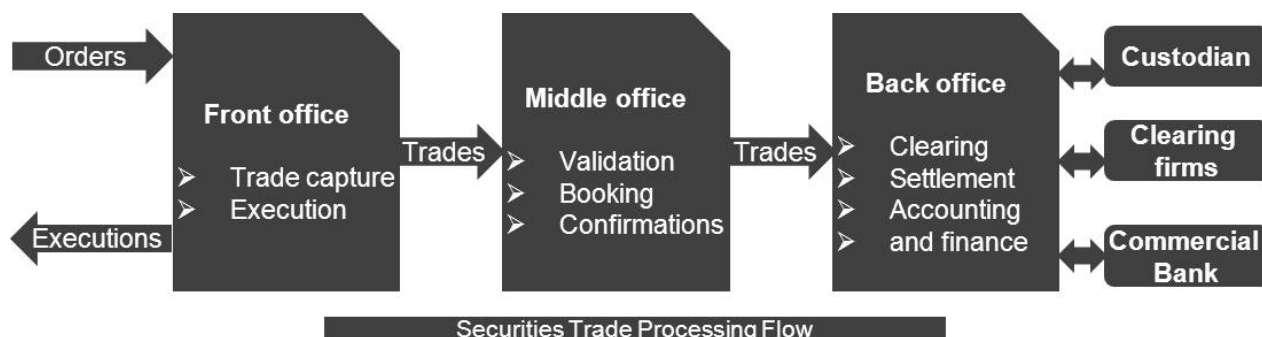 Orders
Executions
Front office
➢ Trade capture
➢ Execution
Trades
Middle office
➢ Validation
➢ Booking
➢ Confirmations
Trades
Back office
➢ Clearing
➢ Settlement
➢ Accounting
➢ and finance
Custodian
Clearing
firms
Commercial
Bank
Securities Trade Processing Flow